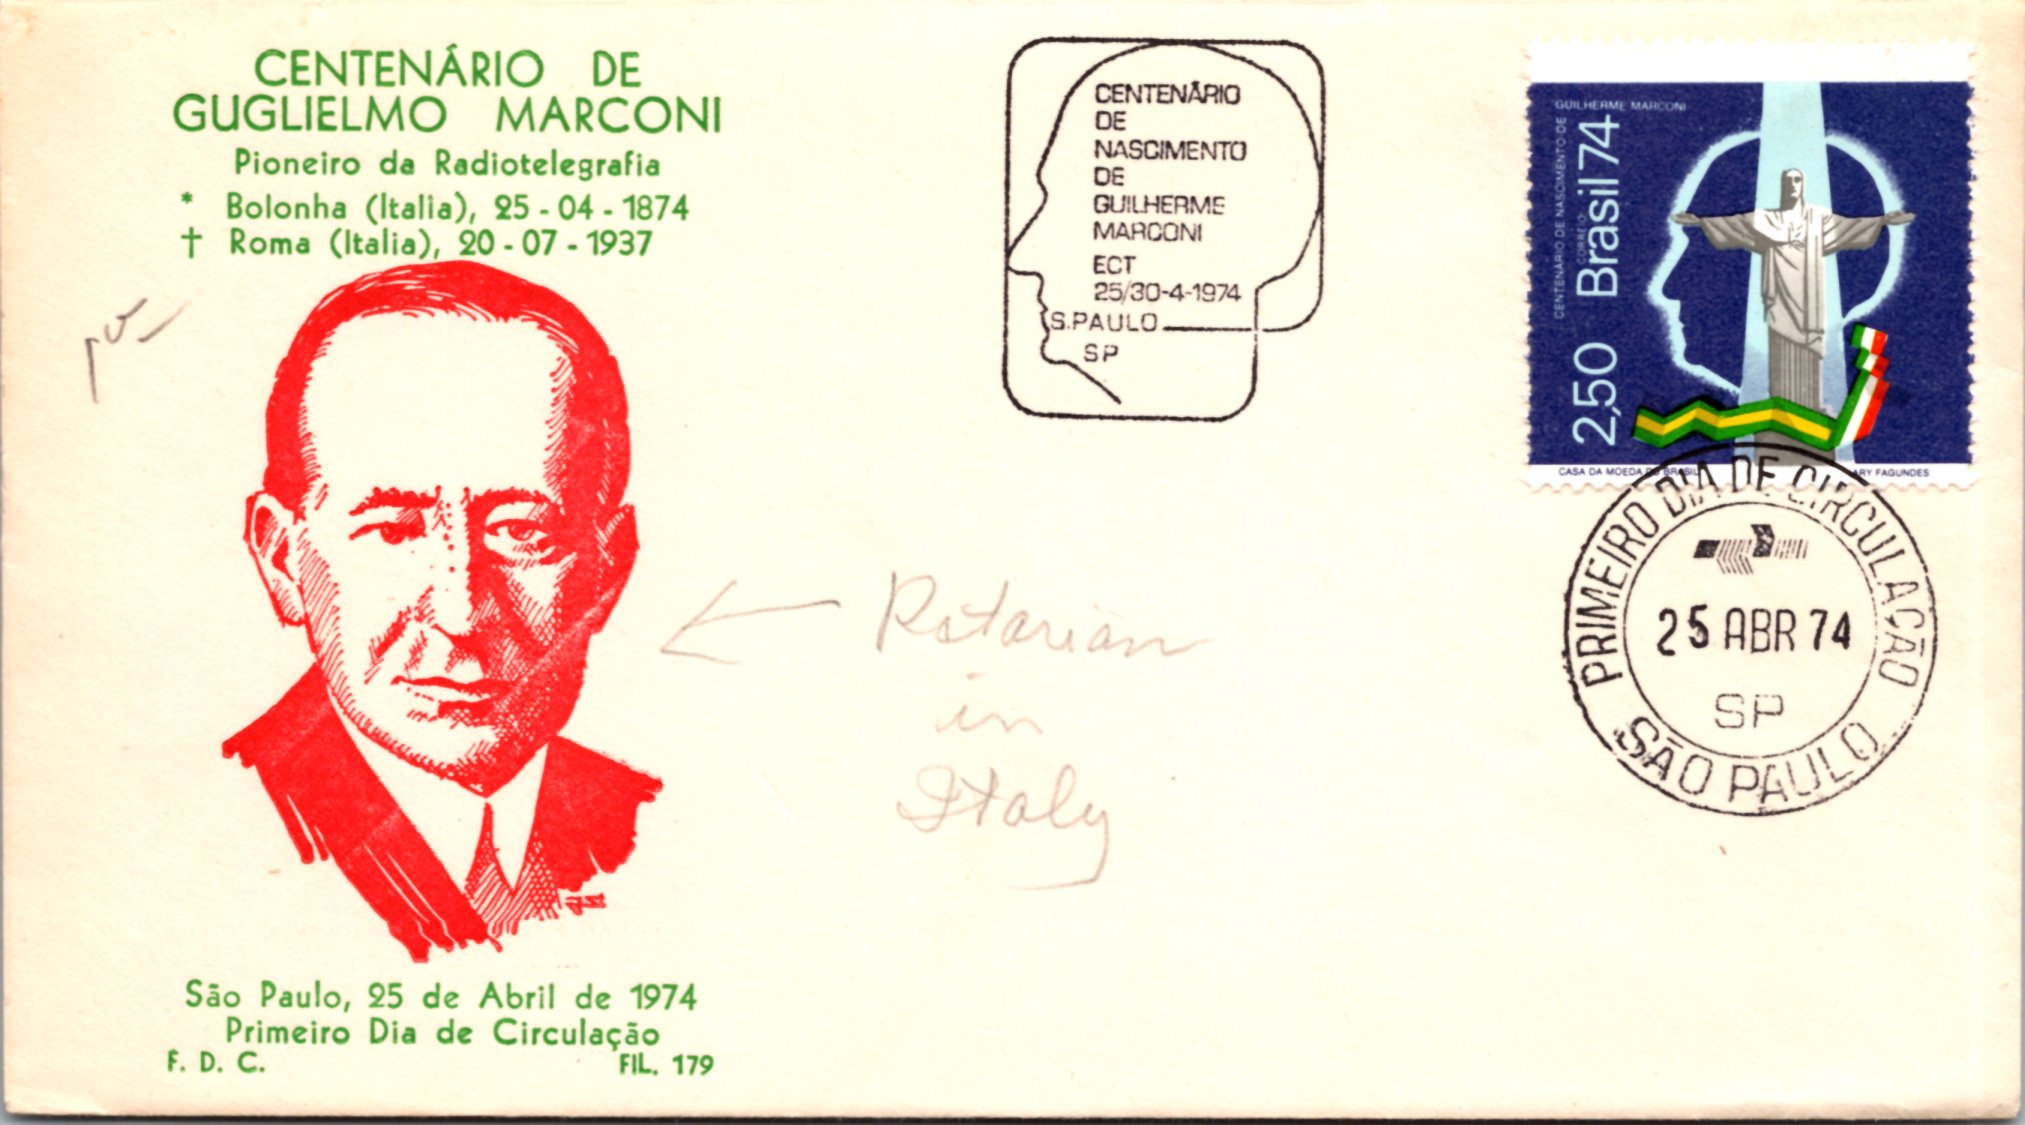 CENTENÁRIO DE
GUGLIELMO MARCONI
Pioneiro da Radiotelegrafia
* Bolonha (Italia), 25 - 04 - 1874
† Roma (Italia), 20 - 07 - 1937
CENTENÁRIO
DE
NASCIMENTO
DE
GUILHERME
MARCONI
ECT
25/30-4-1974
S.PAULO
SP
GUILHERME MARCONI
CENTENÁRIO DE NASCIMENTO DE
CORREIO
2,50 Brasil 74
CASA DA MOEDA DO BRASIL
ARY FAGUNDES
PRIMEIRO DIA DE CIRCULAÇÃO
25 ABR 74
SP
SÃO PAULO
Rotarian
in
Italy
São Paulo, 25 de Abril de 1974
Primeiro Dia de Circulação
F. D. C.
FIL. 179